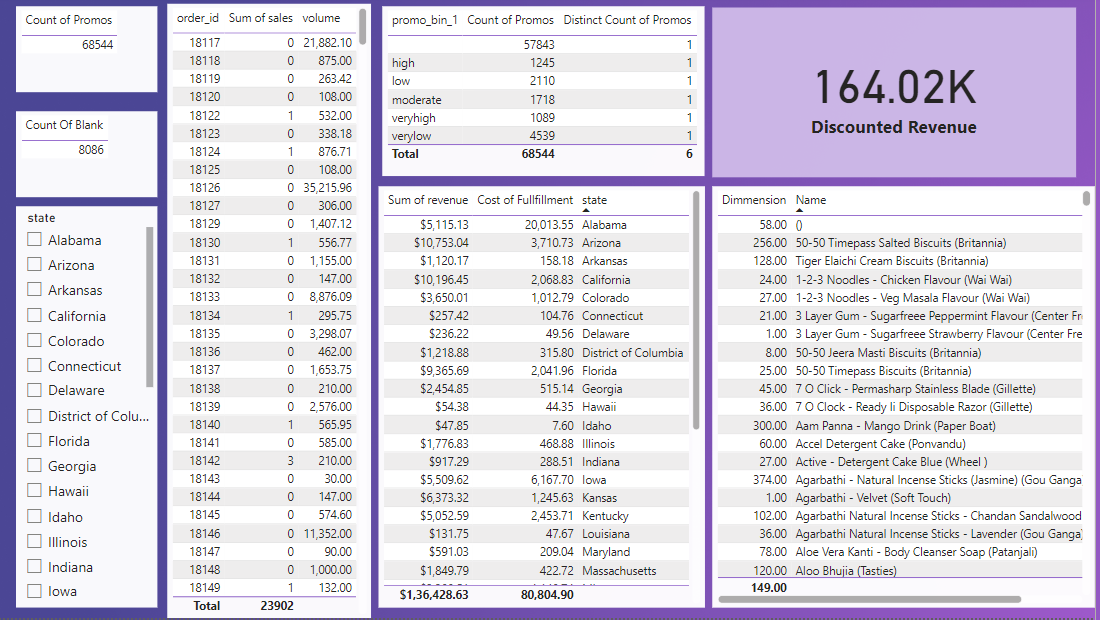 Count of Promos
68544
Count Of Blank
8086
state
Alabama
Arizona
Arkansas
California
Colorado
Connecticut
Delaware
District of Colu...
Florida
Georgia
Hawaii
Idaho
Illinois
Indiana
Iowa
order_id Sum of sales volume
18117 0 21,882.10
18118 0 875.00
18119 0 263.42
18120 0 108.00
18122 1 532.00
18123 0 338.18
18124 1 876.71
18125 0 108.00
18126 0 35,215.96
18127 0 306.00
18129 0 1,407.12
18130 1 556.77
18131 0 1,155.00
18132 0 147.00
18133 0 8,876.09
18134 1 295.75
18135 0 3,298.07
18136 0 462.00
18137 0 1,653.75
18138 0 210.00
18139 0 2,576.00
18140 1 565.95
18141 0 585.00
18142 3 210.00
18143 0 30.00
18144 0 147.00
18145 0 574.60
18146 0 11,352.00
18147 0 90.00
18148 0 1,000.00
18149 1 132.00
Total 23902
promo_bin_1 Count of Promos Distinct Count of Promos
57843 1
high 1245 1
low 2110 1
moderate 1718 1
veryhigh 1089 1
verylow 4539 1
Total 68544 6
164.02K
Discounted Revenue
Sum of revenue Cost of Fullfillment state
$5,115.13 20,013.55 Alabama
$10,753.04 3,710.73 Arizona
$1,120.17 158.18 Arkansas
$10,196.45 2,068.83 California
$3,650.01 1,012.79 Colorado
$257.42 104.76 Connecticut
$236.22 49.56 Delaware
$1,218.88 315.80 District of Columbia
$9,365.69 2,041.96 Florida
$2,454.85 515.14 Georgia
$54.38 44.35 Hawaii
$47.85 7.60 Idaho
$1,776.83 468.88 Illinois
$917.29 288.51 Indiana
$5,509.62 6,167.70 Iowa
$6,373.32 1,245.63 Kansas
$5,052.59 2,453.71 Kentucky
$131.75 47.67 Louisiana
$591.03 209.04 Maryland
$1,849.79 422.72 Massachusetts
$1,36,428.63 80,804.90
Dimmension Name
58.00 ()
256.00 50-50 Timepass Salted Biscuits (Britannia)
128.00 Tiger Elaichi Cream Biscuits (Britannia)
24.00 1-2-3 Noodles - Chicken Flavour (Wai Wai)
27.00 1-2-3 Noodles - Veg Masala Flavour (Wai Wai)
21.00 3 Layer Gum - Sugarfreee Peppermint Flavour (Center Fr
1.00 3 Layer Gum - Sugarfreee Strawberry Flavour (Center Fre
8.00 50-50 Jeera Masti Biscuits (Britannia)
25.00 50-50 Timepass Biscuits (Britannia)
45.00 7 O Click - Permasharp Stainless Blade (Gillette)
36.00 7 O Clock - Ready Ii Disposable Razor (Gillette)
300.00 Aam Panna - Mango Drink (Paper Boat)
60.00 Accel Detergent Cake (Ponvandu)
27.00 Active - Detergent Cake Blue (Wheel )
374.00 Agarbathi - Natural Incense Sticks (Jasmine) (Gou Ganga
1.00 Agarbathi - Velvet (Soft Touch)
102.00 Agarbathi Natural Incense Sticks - Chandan Sandalwood
36.00 Agarbathi Natural Incense Sticks - Lavender (Gou Ganga)
78.00 Aloe Vera Kanti - Body Cleanser Soap (Patanjali)
120.00 Aloo Bhujia (Tasties)
149.00